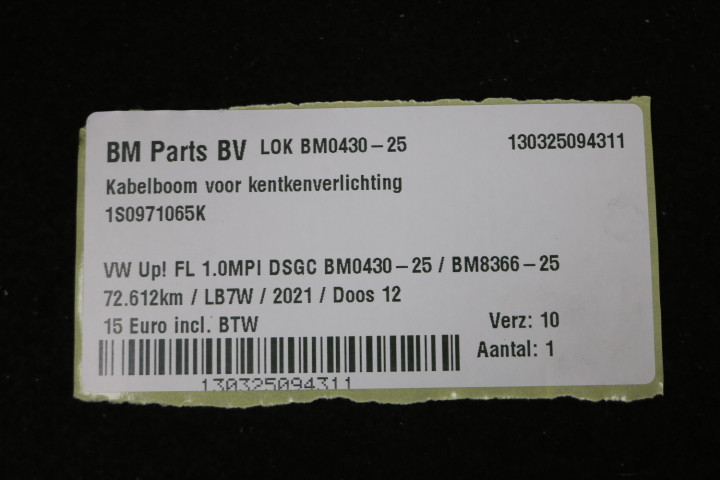 BM Parts BV LOK BM0430-25 130325094311
Kabelboom voor kentkenverlichting
1S0971065K
VW Up! FL 1.0MPI DSGC BM0430-25 / BM8366-25
72.612km / LB7W / 2021 / Doos 12
15 Euro incl. BTW Verz: 10
Aantal: 1
130325094311